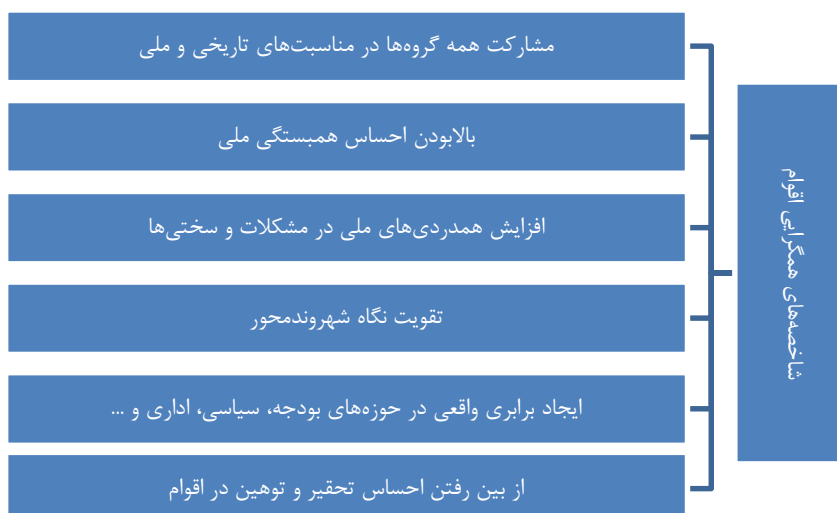 شاخصه‌های همگرایی اقوام
مشارکت همه گروه‌ها در مناسبت‌های تاریخی و ملی
بالابودن احساس همبستگی ملی
افزایش همدردی‌های ملی در مشکلات و سختی‌ها
تقویت نگاه شهروندمحور
ایجاد برابری واقعی در حوزه‌های بودجه، سیاسی، اداری و ...
از بین رفتن احساس تحقیر و توهین در اقوام